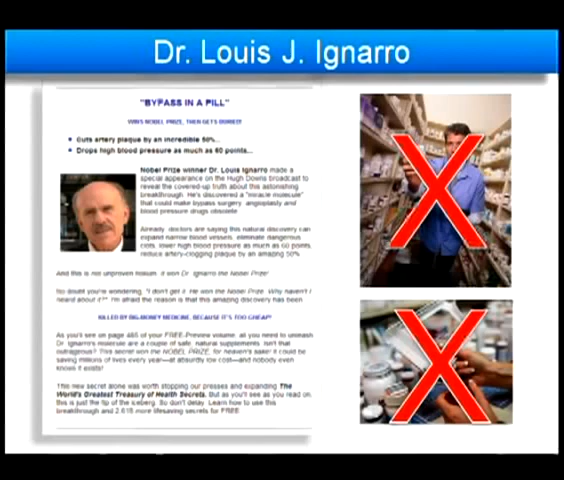 Dr. Louis J. Ignarro
"BYPASS IN A PILL"
WINS NOBEL PRIZE, THEN GETS BURIED!
• Cuts artery plaque by an incredible 50%...
• Drops high blood pressure as much as 60 points...
Nobel Prize winner Dr. Louis Ignarro made a
special appearance on the Hugh Downs broadcast to
reveal the covered-up truth about this astonishing
breakthrough. He's discovered a "miracle molecule"
that could make bypass surgery, angioplasty and
blood pressure drugs obsolete
Already, doctors are saying this natural discovery can
expand narrow blood vessels, eliminate dangerous
clots, lower high blood pressure as much as 60 points,
reduce artery-clogging plaque by an amazing 50%
And this is not unproven hokum. It won Dr. Ignarro the Nobel Prize!
No doubt you're wondering, "I don't get it. He won the Nobel Prize. Why haven't I
heard about it?" I'm afraid the reason is that this amazing discovery has been
KILLED BY BIG-MONEY MEDICINE, BECAUSE IT'S TOO CHEAP!
As you'll see on page 465 of your FREE-Preview volume, all you need to unleash
Dr. Ignarro's molecule are a couple of safe, natural supplements. Isn't that
outrageous? This secret won the NOBEL PRIZE, for heaven's sake! It could be
saving millions of lives every year—at absurdly low cost—and nobody even
knows it exists!
This new secret alone was worth stopping our presses and expanding The
World's Greatest Treasury of Health Secrets. But as you'll see as you read on,
this is just the tip of the iceberg. So don't delay. Learn how to use this
breakthrough and 2,618 more lifesaving secrets for FREE.